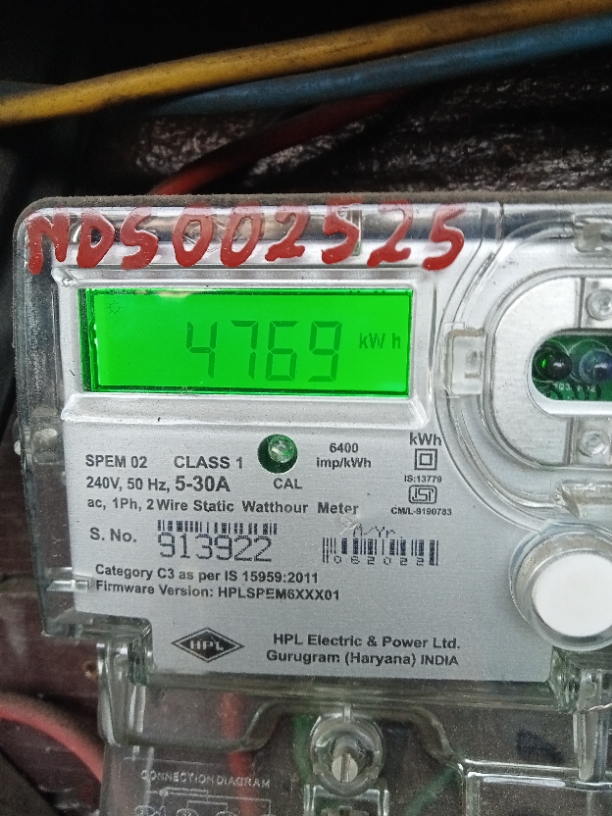 NDS002525
4769 kWh
SPEM 02 CLASS 1
240V, 50 Hz, 5-30A
CAL
6400
imp/kWh
kWh
IS:13779
CM/L-9190783
ac, 1Ph, 2 Wire Static Watthour Meter
S. No. 913922
M/Yr.
062022
Category C3 as per IS 15959:2011
Firmware Version: HPLSPEM6XXX01
HPL
HPL Electric & Power Ltd.
Gurugram (Haryana) INDIA
CONNECTION DIAGRAM